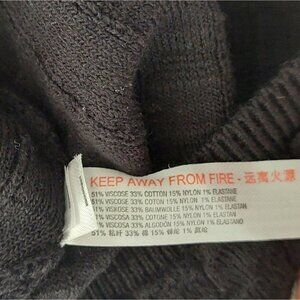 KEEP AWAY FROM FIRE - 远离火源
51% VISCOSE 33% COTTON 15% NYLON 1% ELASTANE
51% VISCOSE 33% COTON 15% NYLON 1% ELASTANE
51% VISCOSE 33% BAUMWOLLE 15% NYLON 1% ELASTAN
51% VISCOSA 33% COTONE 15% NYLON 1% ELASTAN
51% VISCOSA 33% ALGODÓN 15% NYLON 1% ELASTANO
51% 粘纤 33% 棉 15% 锦纶 1% 氨纶